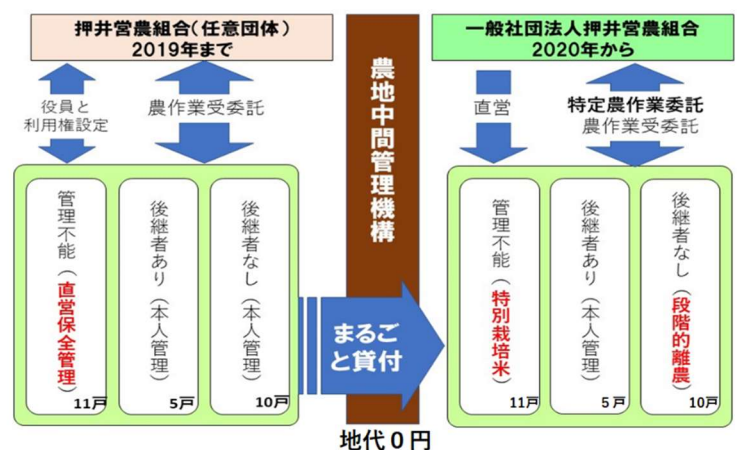 押井営農組合(任意団体)
2019年まで
役員と
利用権設定
農作業受委託
管理不能(直営保全管理)
11戸
後継者あり(本人管理)
5戸
後継者なし(本人管理)
10戸
農地中間管理機構
まるご
と貸付
地代0円
一般社団法人押井営農組合
2020年から
直営
特定農作業委託
農作業受委託
管理不能(特別栽培米)
11戸
後継者あり(本人管理)
5戸
後継者なし(段階的離農)
10戸